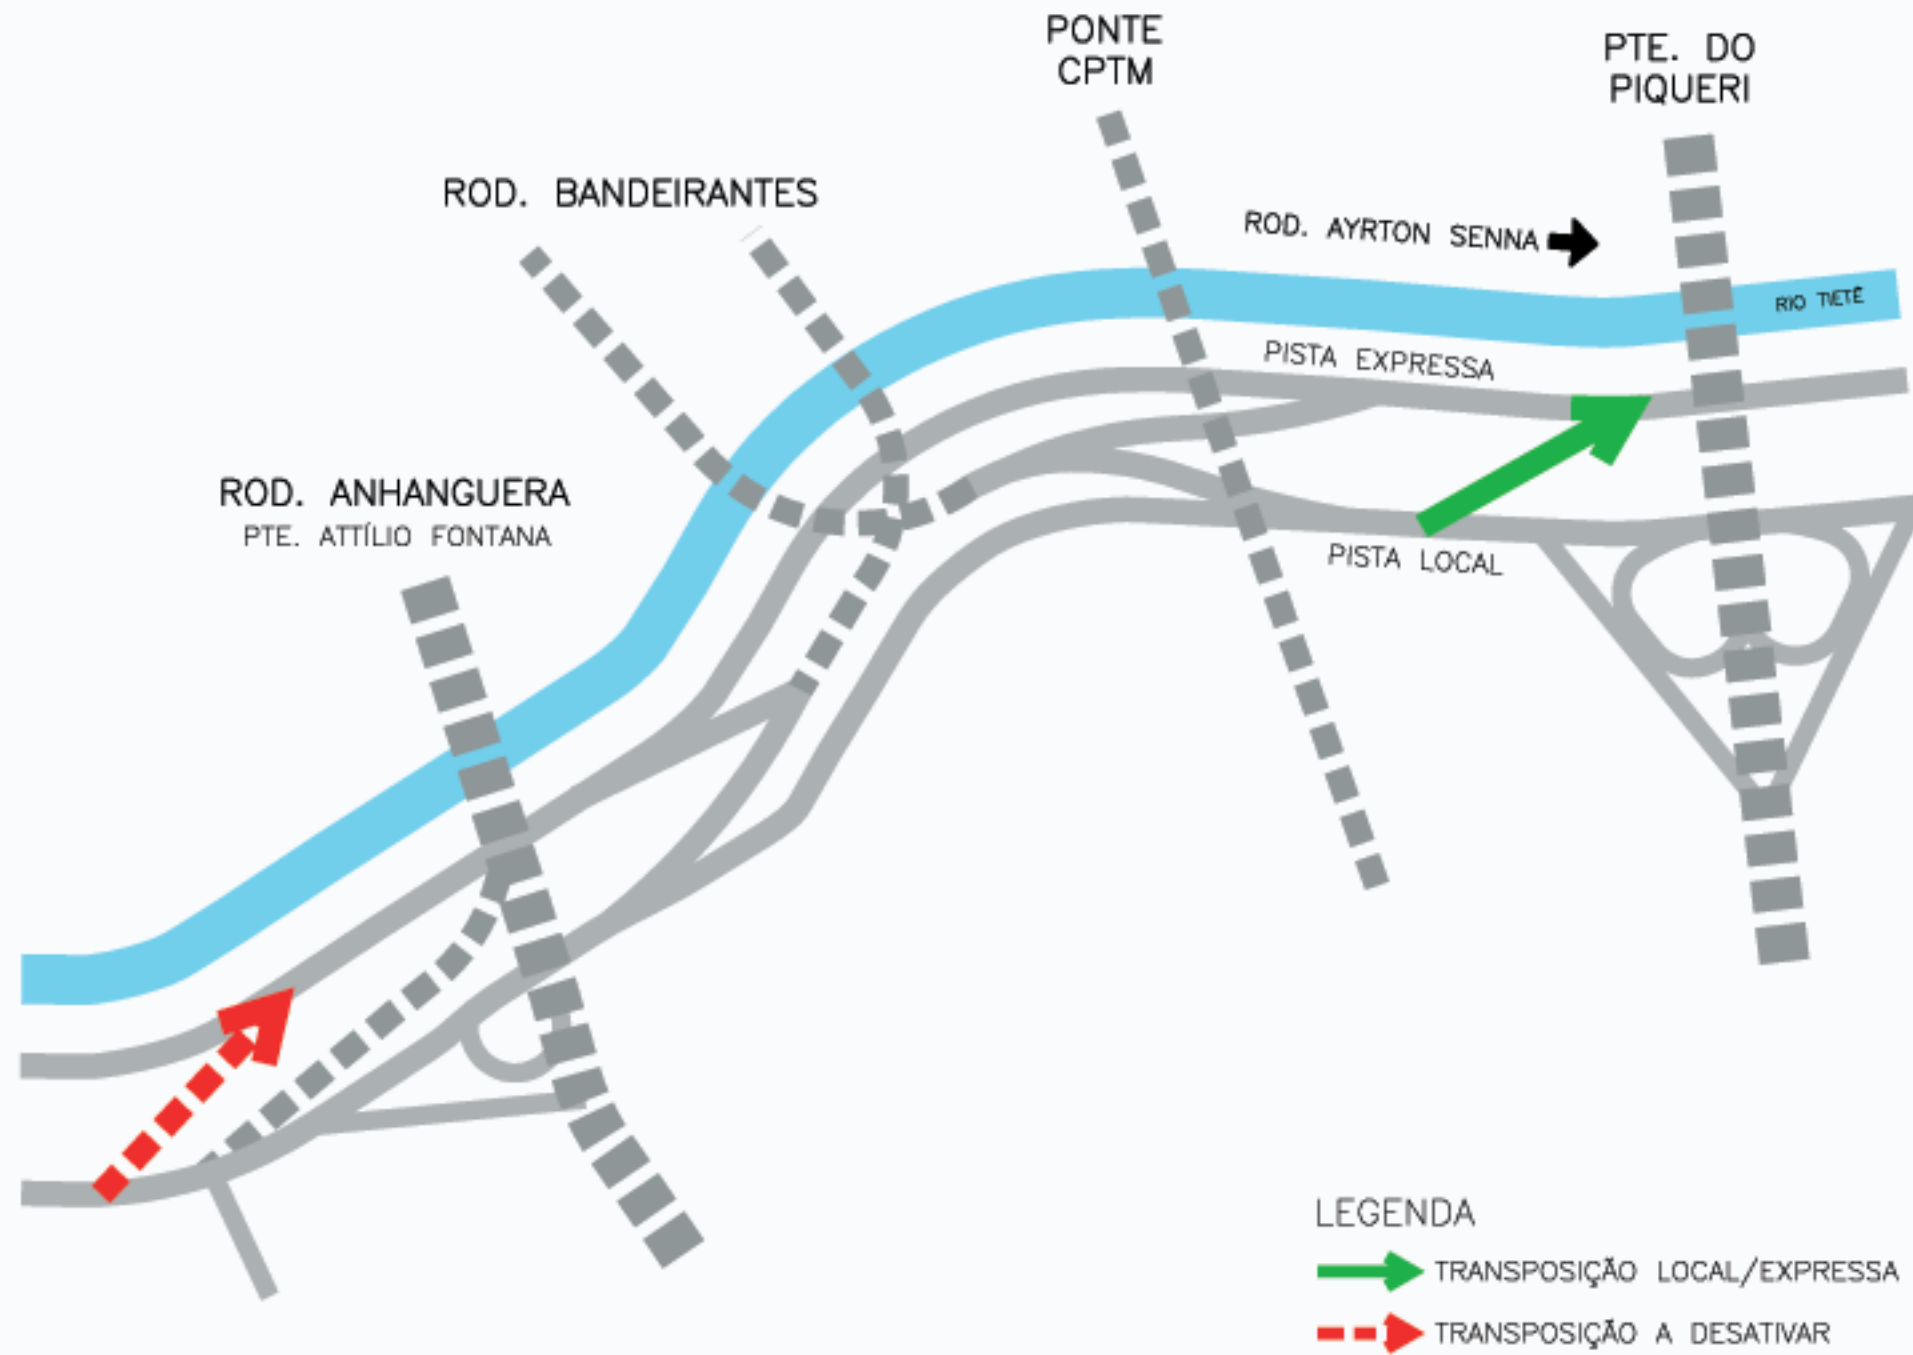 PONTE
CPTM
PTE. DO
PIQUERI
ROD. BANDEIRANTES
ROD. AYRTON SENNA
RIO TIETÊ
PISTA EXPRESSA
ROD. ANHANGUERA
PTE. ATTÍLIO FONTANA
PISTA LOCAL
LEGENDA
TRANSPOSIÇÃO LOCAL/EXPRESSA
TRANSPOSIÇÃO A DESATIVAR